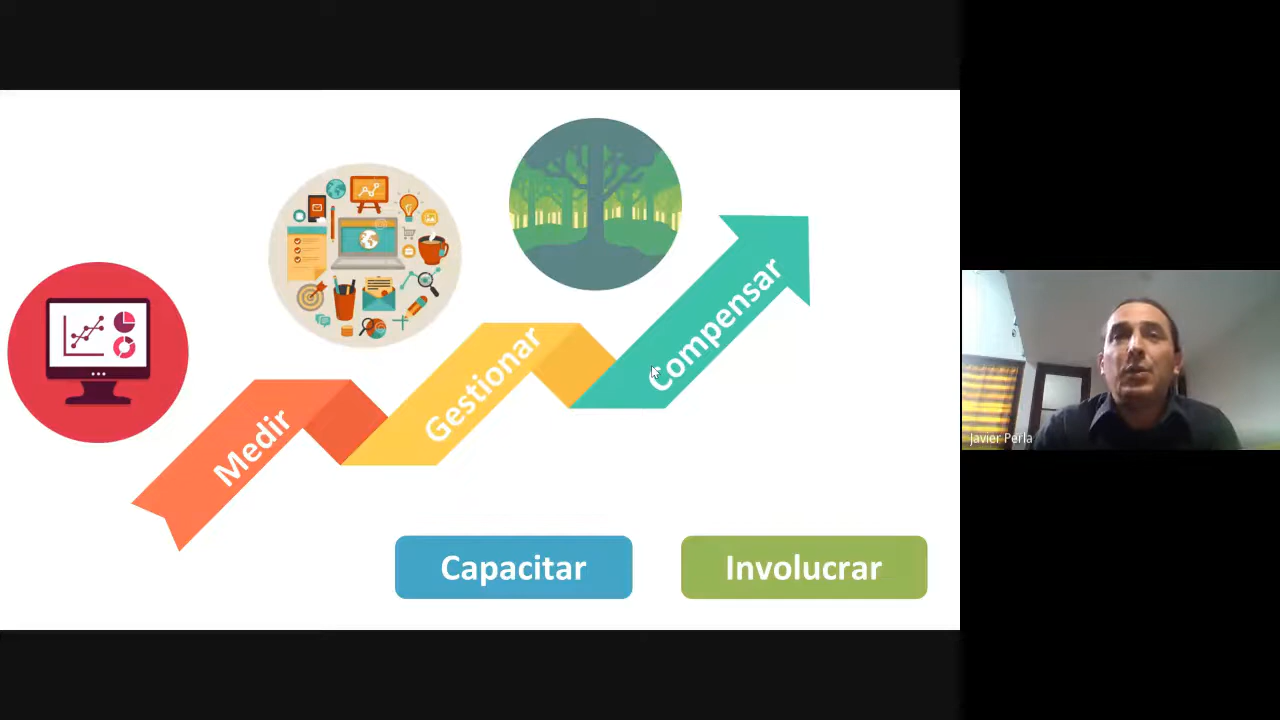 Medir
Gestionar
Compensar
Capacitar
Involucrar
Javier Perla